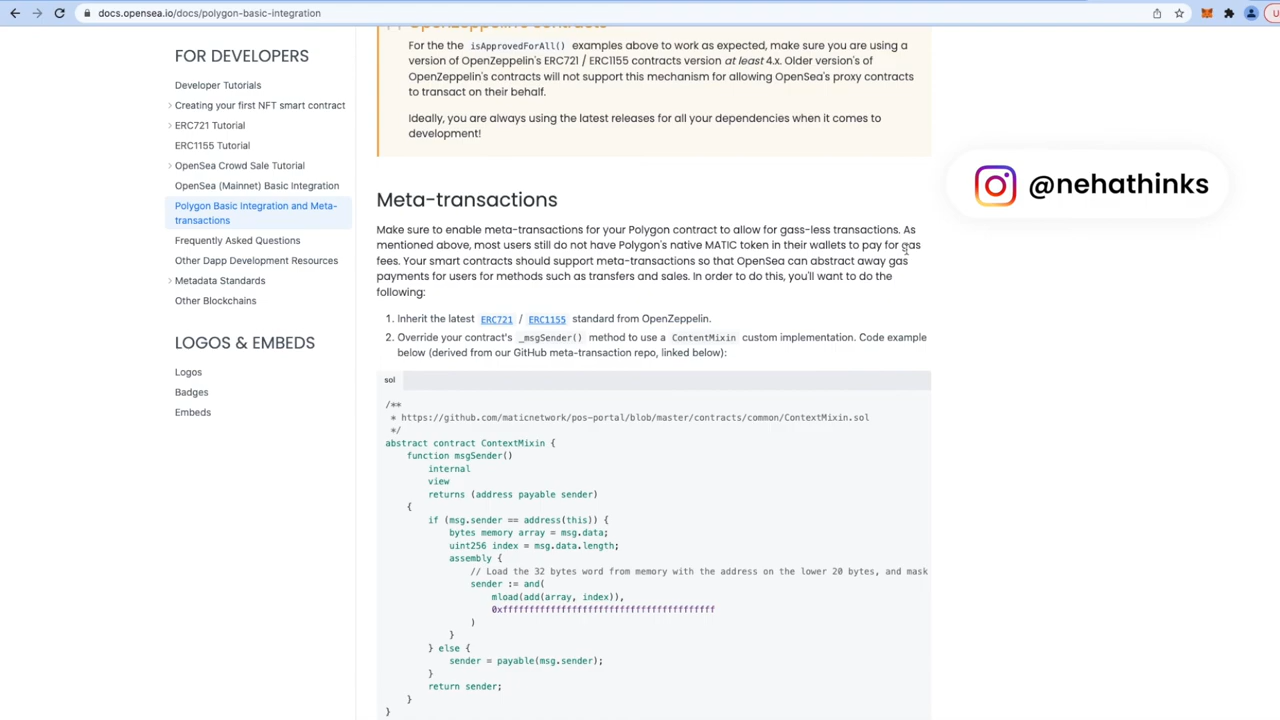 docs.opensea.io/docs/polygon-basic-integration
FOR DEVELOPERS
Developer Tutorials
Creating your first NFT smart contract
ERC721 Tutorial
ERC1155 Tutorial
OpenSea Crowd Sale Tutorial
OpenSea (Mainnet) Basic Integration
Polygon Basic Integration and Meta-
transactions
Frequently Asked Questions
Other Dapp Development Resources
Metadata Standards
Other Blockchains
LOGOS & EMBEDS
Logos
Badges
Embeds
OpenZeppelin contracts
For the the isApprovedForAll() examples above to work as expected, make sure you are using a
version of OpenZeppelin's ERC721 / ERC1155 contracts version at least 4.x. Older version's of
OpenZeppelin's contracts will not support this mechanism for allowing OpenSea's proxy contracts
to transact on their behalf.
Ideally, you are always using the latest releases for all your dependencies when it comes to
development!
Meta-transactions
Make sure to enable meta-transactions for your Polygon contract to allow for gass-less transactions. As
mentioned above, most users still do not have Polygon's native MATIC token in their wallets to pay for gas
fees. Your smart contracts should support meta-transactions so that OpenSea can abstract away gas
payments for users for methods such as transfers and sales. In order to do this, you'll want to do the
following:
1. Inherit the latest ERC721 / ERC1155 standard from OpenZeppelin.
2. Override your contract's _msgSender() method to use a ContentMixin custom implementation. Code example
below (derived from our GitHub meta-transaction repo, linked below):
sol
/**
* https://github.com/maticnetwork/pos-portal/blob/master/contracts/common/ContextMixin.sol
*/
abstract contract ContextMixin {
function msgSender()
internal
view
returns (address payable sender)
{
if (msg.sender == address(this)) {
bytes memory array = msg.data;
uint256 index = msg.data.length;
assembly {
// Load the 32 bytes word from memory with the address on the lower 20 bytes, and mask
sender := and(
mload(add(array, index)),
0xffffffffffffffffffffffffffffffffffffffff
)
}
} else {
sender = payable(msg.sender);
}
return sender;
}
}
@nehathinks